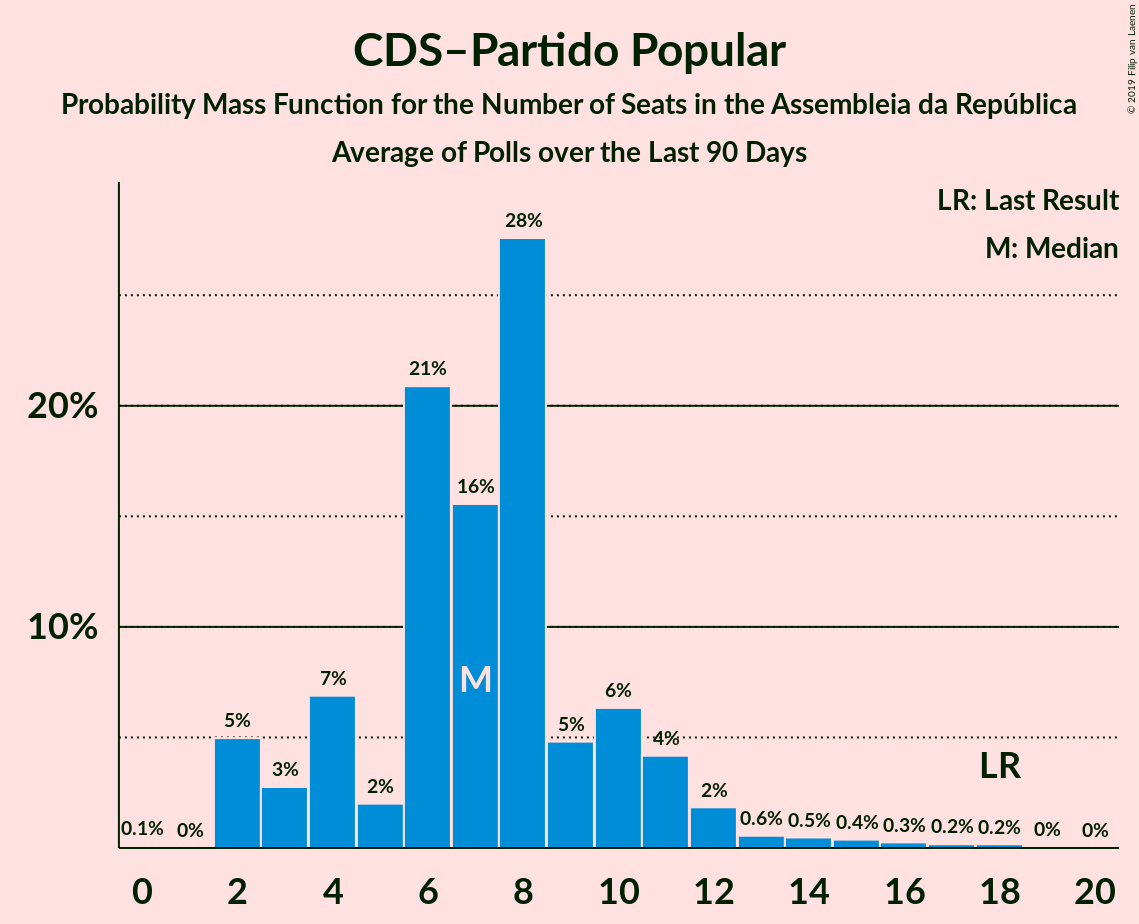 CDS–Partido Popular
Probability Mass Function for the Number of Seats in the Assembleia da República
Average of Polls over the Last 90 Days
© 2019 Filip van Laenen
LR: Last Result
M: Median
28%
21%
20%
16%
10%
M
7%
6%
5%
5%
4%
LR
3%
2%
2%
0.1%
0%
0.6%
0.5%
0.4%
0.3%
0.2%
0.2%
0%
0%
0 2 4 6 8 10 12 14 16 18 20